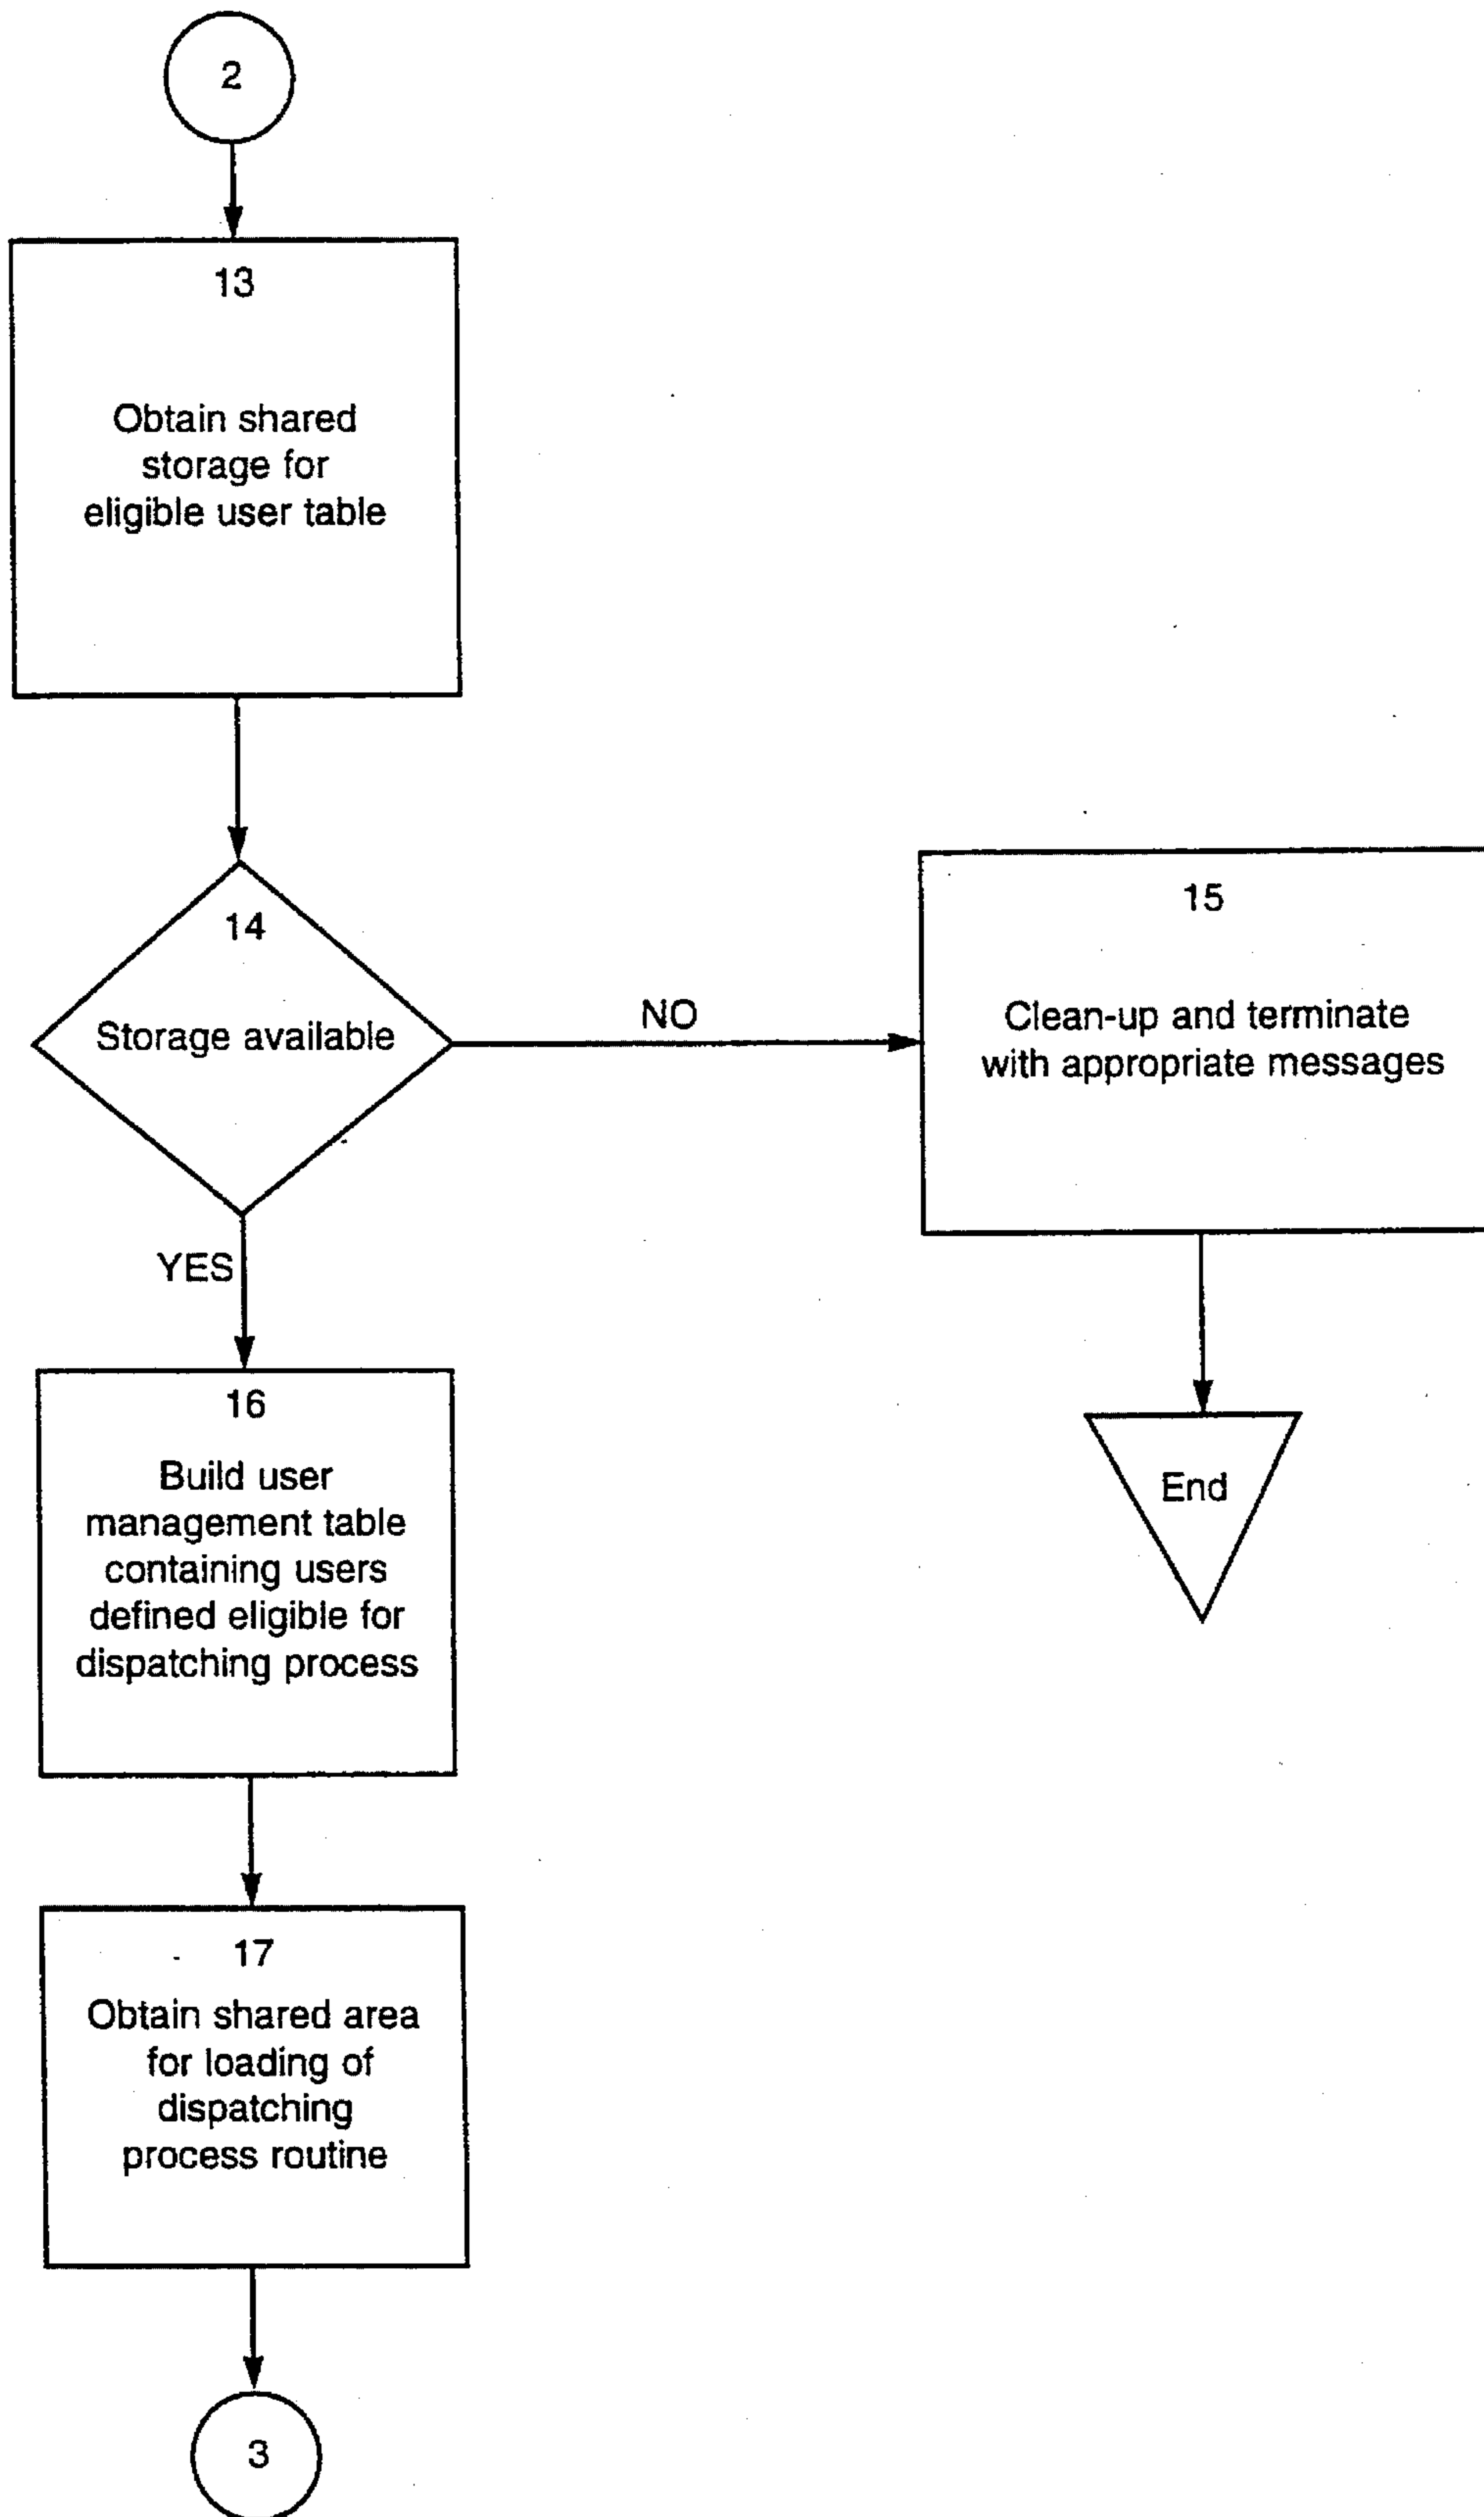 2
13
Obtain shared
storage for
eligible user table
14
Storage available
NO
15
Clean-up and terminate
with appropriate messages
YES
End
16
Build user
management table
containing users
defined eligible for
dispatching process
17
Obtain shared area
for loading of
dispatching
process routine
3